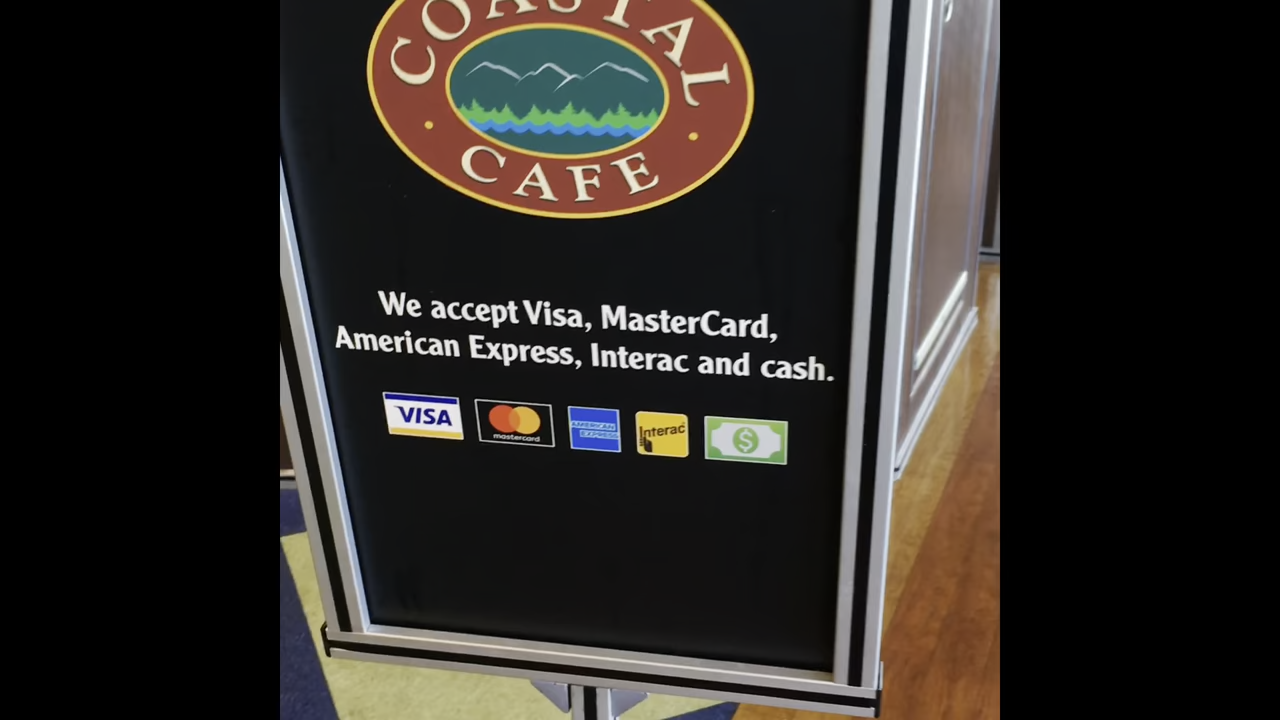 COASTAL
CAFE
We accept Visa, MasterCard,
American Express, Interac and cash.
VISA
mastercard
AMERICAN
EXPRESS
Interac
$